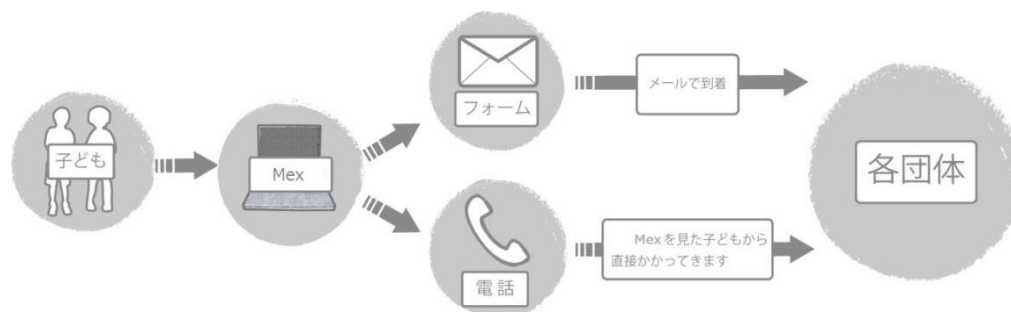 子ども
Mex
フォーム
メールで到着
電話
Mexを見た子どもから
直接かかってきます
各団体